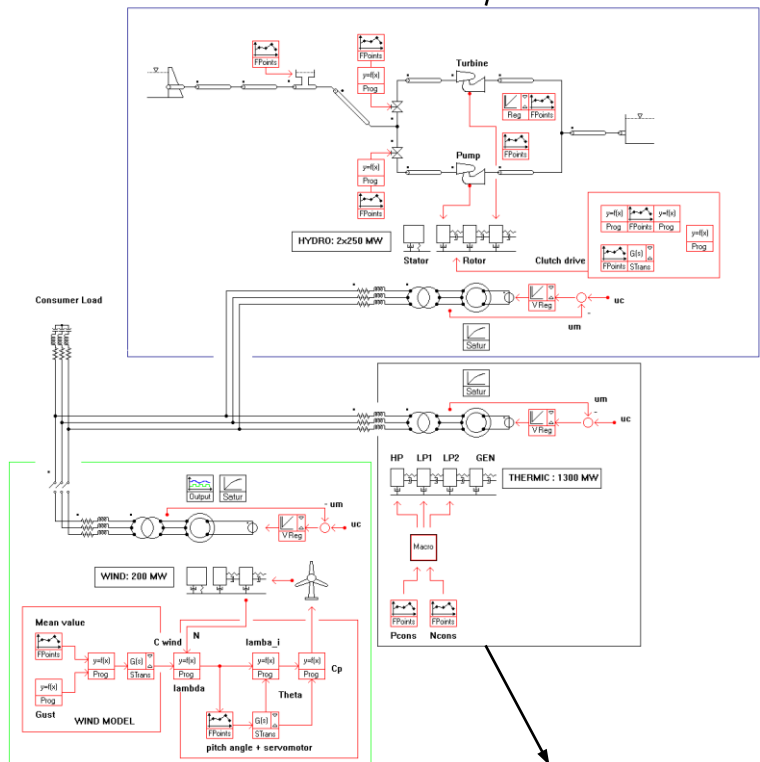 FPoints
FPoints
y=f(x)
Prog
Turbine
Reg
FPoints
FPoints
Pump
y=f(x)
Prog
FPoints
HYDRO: 2x250 MW
Stator
Rotor
Clutch drive
y=f(x)
Prog
FPoints
y=f(x)
Prog
y=f(x)
Prog
FPoints
G(s)
STrans
Consumer Load
V Reg
uc
um
-
Satur
Satur
um
-
V Reg
uc
HP LP1 LP2 GEN
THERMIC : 1300 MW
Macro
FPoints
FPoints
Pcons Ncons
Output
Satur
- um
V Reg
uc
WIND: 200 MW
Mean value
FPoints
y=f(x)
Prog
Gust
y=f(x)
Prog
G(s)
STrans
WIND MODEL
C wind
N
y=f(x)
Prog
lambda
lamba_i
y=f(x)
Prog
y=f(x)
Prog
Cp
Theta
FPoints
G(s)
STrans
pitch angle + servomotor